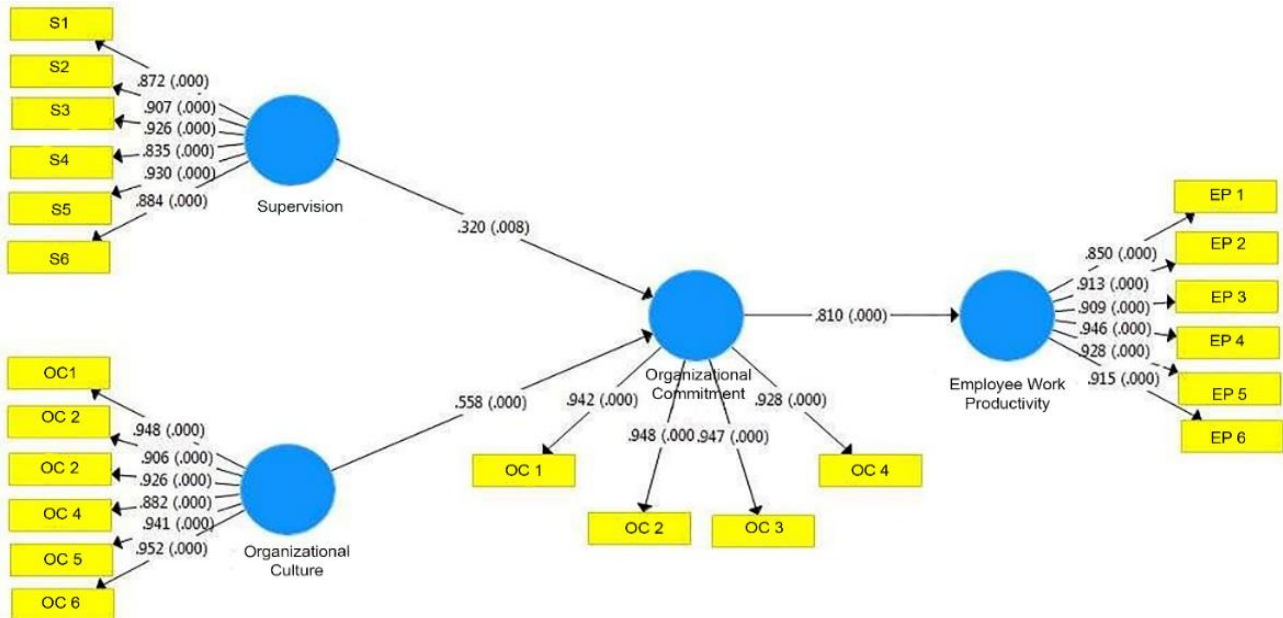 S1
S2
S3
S4
S5
S6
.872 (.000)
.907 (.000)
.926 (.000)
.835 (.000)
.930 (.000)
.884 (.000)
Supervision
.320 (.008)
OC1
OC 2
OC 2
OC 4
OC 5
OC 6
.948 (.000)
.906 (.000)
.926 (.000)
.882 (.000)
.941 (.000)
.952 (.000)
Organizational
Culture
.558 (.000)
Organizational
Commitment
.942 (.000)
.948 (.000
.947 (.000)
.928 (.000)
OC 1
OC 2
OC 3
OC 4
.810 (.000)
Employee Work
Productivity
.850 (.000)
.913 (.000)
.909 (.000)
.946 (.000)
.928 (.000)
.915 (.000)
EP 1
EP 2
EP 3
EP 4
EP 5
EP 6